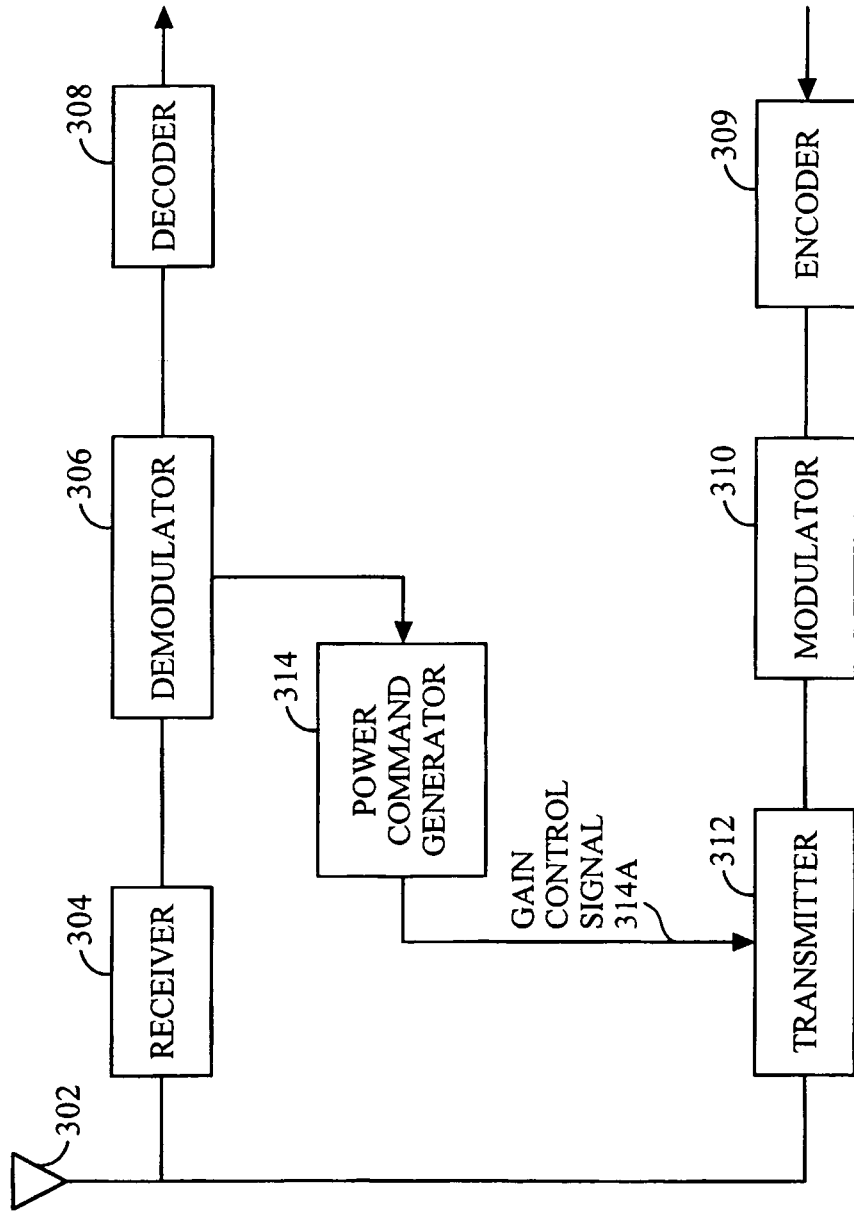 302
304
RECEIVER
306
DEMODULATOR
308
DECODER
314
POWER
COMMAND
GENERATOR
GAIN
CONTROL
SIGNAL
314A
312
TRANSMITTER
310
MODULATOR
309
ENCODER